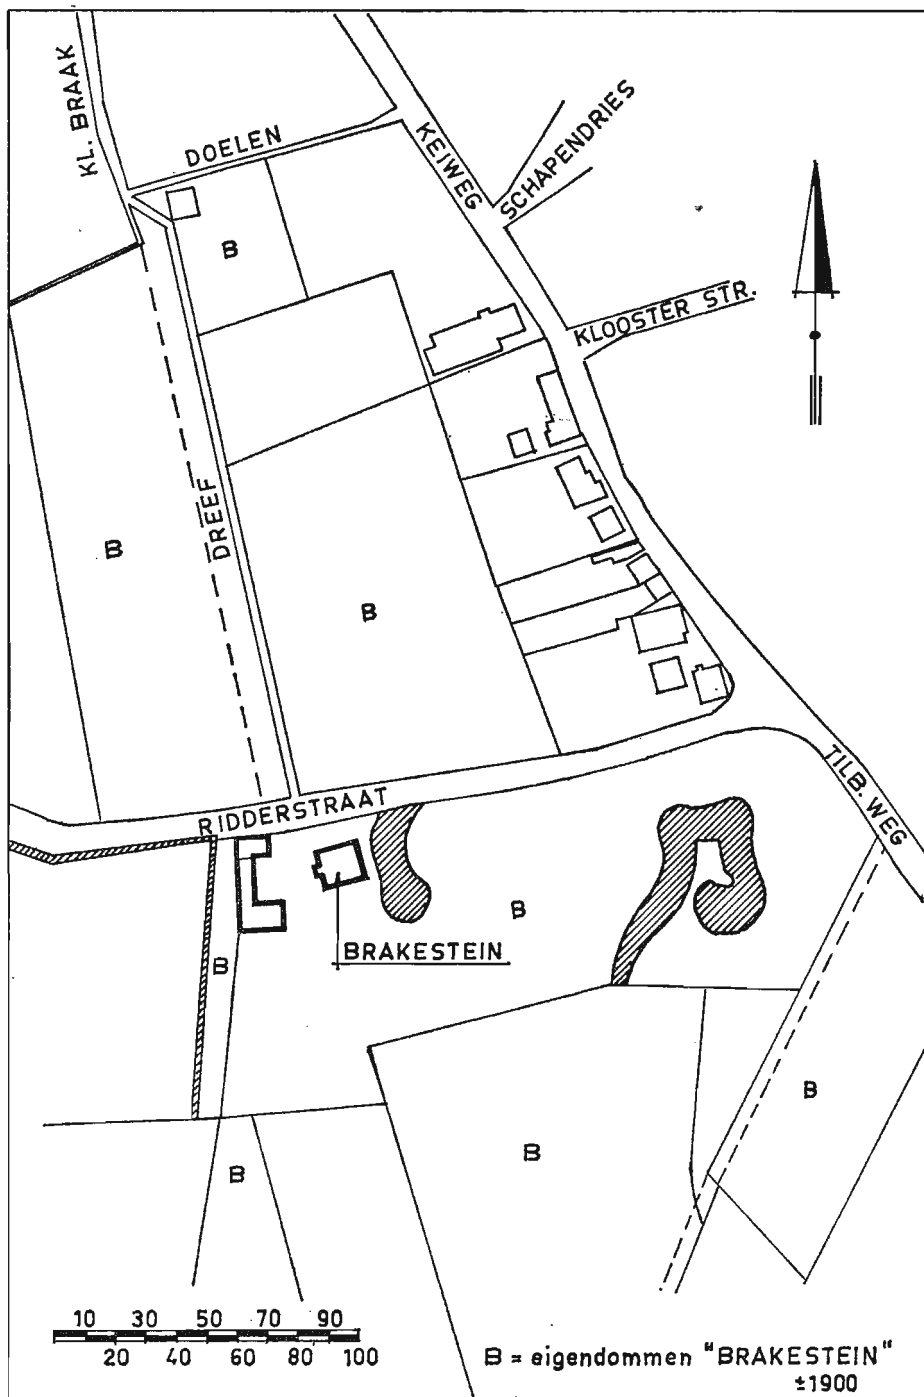 KL. BRAAK
DOELEN
KEIWEG
SCHAPENDRIES
B
KLOOSTER STR.
DREEF
B
B
RIDDERSTRAAT
TILB. WEG
B
BRAKESTEIN
B
B
B
B
10 30 50 70 90
20 40 60 80 100
B = eigendommen "BRAKESTEIN"
±1900